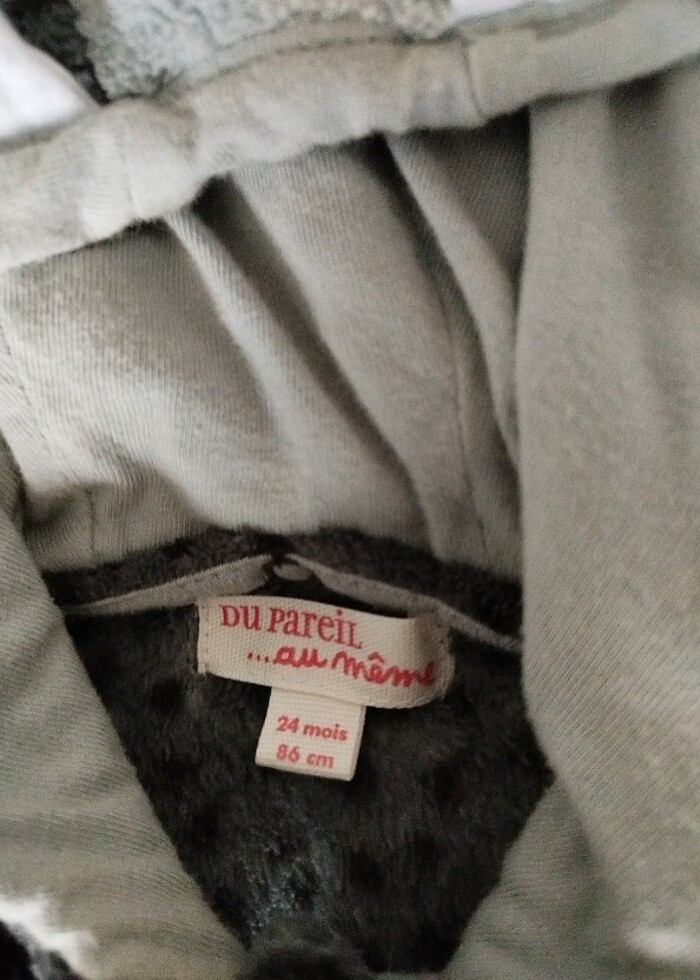 DU PAREIL
...au même
24 mois
86 cm